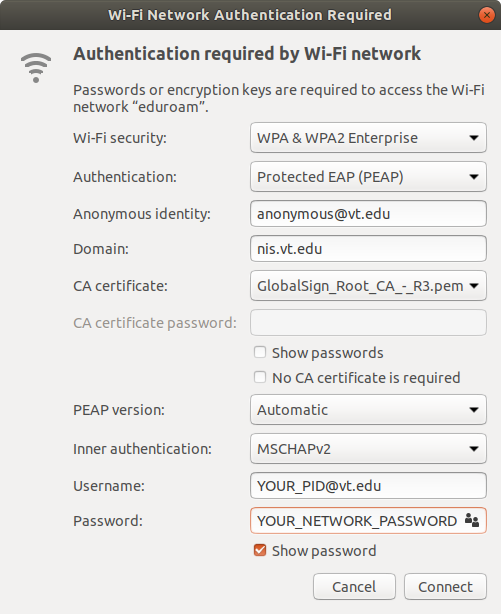 Wi-Fi Network Authentication Required
Authentication required by Wi-Fi network
Passwords or encryption keys are required to access the Wi-Fi
network “eduroam”.
Wi-Fi security: WPA & WPA2 Enterprise
Authentication: Protected EAP (PEAP)
Anonymous identity: anonymous@vt.edu
Domain: nis.vt.edu
CA certificate: GlobalSign_Root_CA_-_R3.pem
CA certificate password:
Show passwords
No CA certificate is required
PEAP version: Automatic
Inner authentication: MSCHAPv2
Username: YOUR_PID@vt.edu
Password: YOUR_NETWORK_PASSWORD
Show password
Cancel Connect